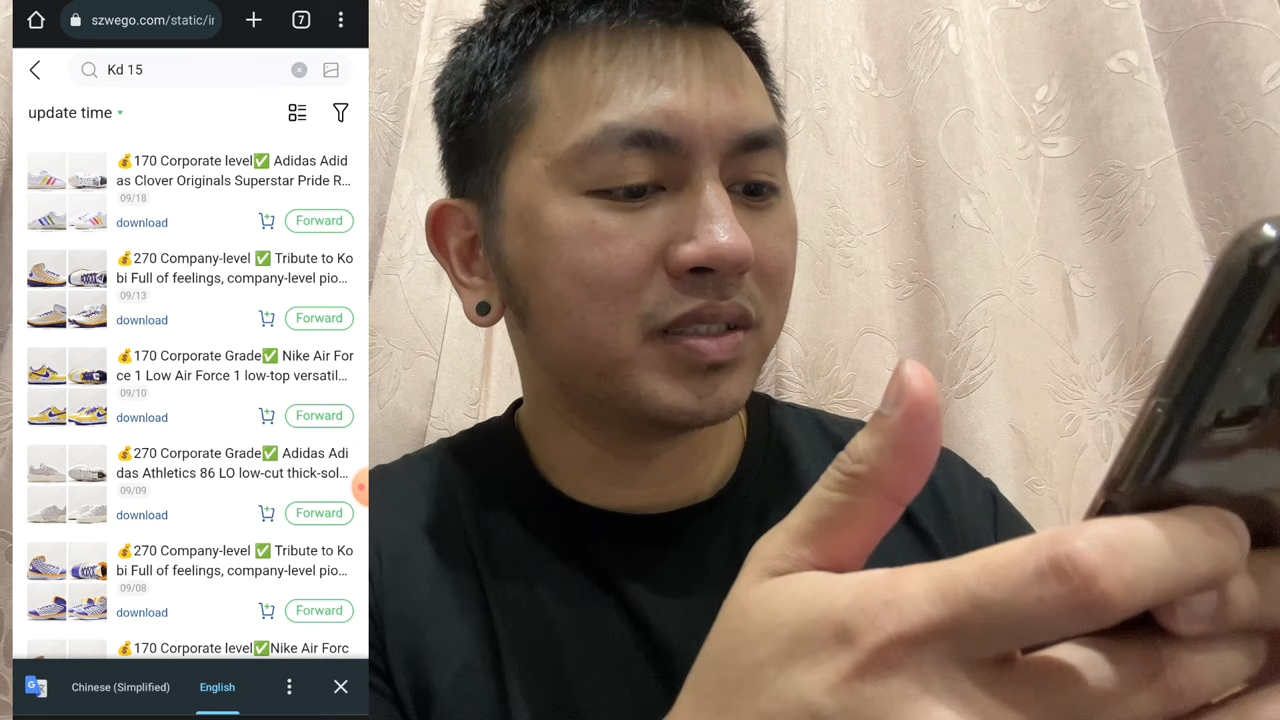 szwego.com/static/ir
7
Kd 15
update time
💰170 Corporate level✅ Adidas Adid
as Clover Originals Superstar Pride R...
09/18
download
Forward
💰270 Company-level ✅ Tribute to Ko
bi Full of feelings, company-level pio...
09/13
download
Forward
💰170 Corporate Grade✅ Nike Air For
ce 1 Low Air Force 1 low-top versatil...
09/10
download
Forward
💰270 Corporate Grade✅ Adidas Adi
das Athletics 86 LO low-cut thick-sol...
09/09
download
Forward
💰270 Company-level ✅ Tribute to Ko
bi Full of feelings, company-level pio...
09/08
download
Forward
💰170 Corporate level✅Nike Air Forc
Chinese (Simplified)
English